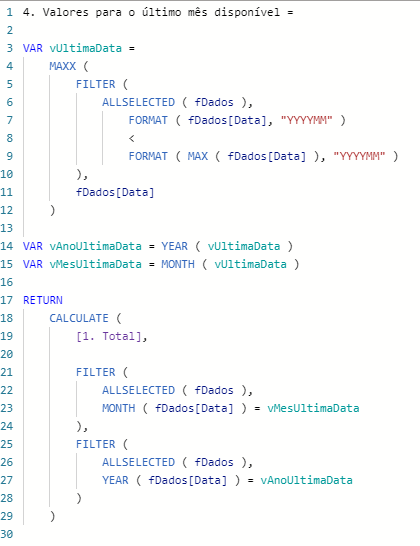 1 4. Valores para o último mês disponível =
2
3 VAR vUltimaData =
4     MAXX (
5         FILTER (
6             ALLSELECTED ( fDados ),
7                 FORMAT ( fDados[Data], "YYYYMM" )
8                 <
9                 FORMAT ( MAX ( fDados[Data] ), "YYYYMM" )
10         ),
11         fDados[Data]
12     )
13
14 VAR vAnoUltimaData = YEAR ( vUltimaData )
15 VAR vMesUltimaData = MONTH ( vUltimaData )
16
17 RETURN
18     CALCULATE (
19         [1. Total],
20
21         FILTER (
22             ALLSELECTED ( fDados ),
23             MONTH ( fDados[Data] ) = vMesUltimaData
24         ),
25         FILTER (
26             ALLSELECTED ( fDados ),
27             YEAR ( fDados[Data] ) = vAnoUltimaData
28         )
29     )
30